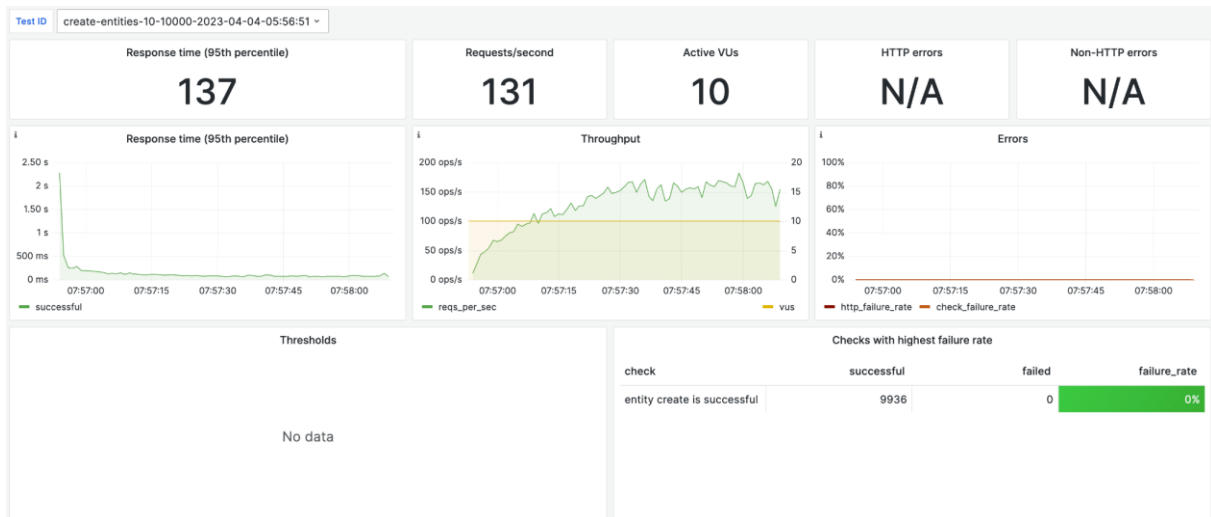 Test ID create-entities-10-10000-2023-04-04-05:56:51
Response time (95th percentile)
137
Requests/second
131
Active VUs
10
HTTP errors
N/A
Non-HTTP errors
N/A
i
Response time (95th percentile)
2.50 s
2 s
1.50 s
1 s
500 ms
0 ms
07:57:00 07:57:15 07:57:30 07:57:45 07:58:00
successful
i
Throughput
200 ops/s
150 ops/s
100 ops/s
50 ops/s
0 ops/s
20
15
10
5
0
07:57:00 07:57:15 07:57:30 07:57:45 07:58:00
reqs_per_sec vus
i
Errors
100%
80%
60%
40%
20%
0%
07:57:00 07:57:15 07:57:30 07:57:45 07:58:00
http_failure_rate check_failure_rate
Thresholds
No data
Checks with highest failure rate
check successful failed failure_rate
entity create is successful 9936 0 0%